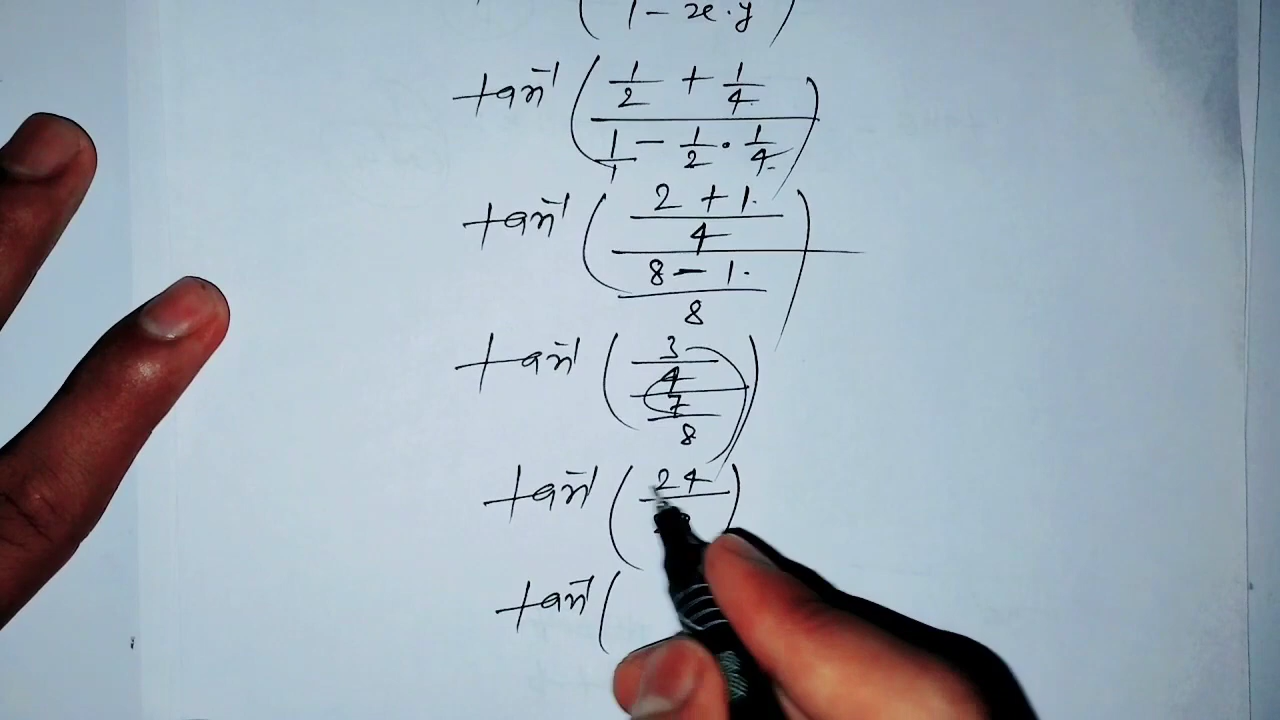 ( 1 - x·y )
tan⁻¹ ( (1/2 + 1/4) / (1/1 - 1/2 · 1/4) )
tan⁻¹ ( ((2 + 1)/4) / ((8 - 1)/8) )
tan⁻¹ ( (3/4) / (7/8) )
tan⁻¹ ( 24/ )
tan⁻¹ (